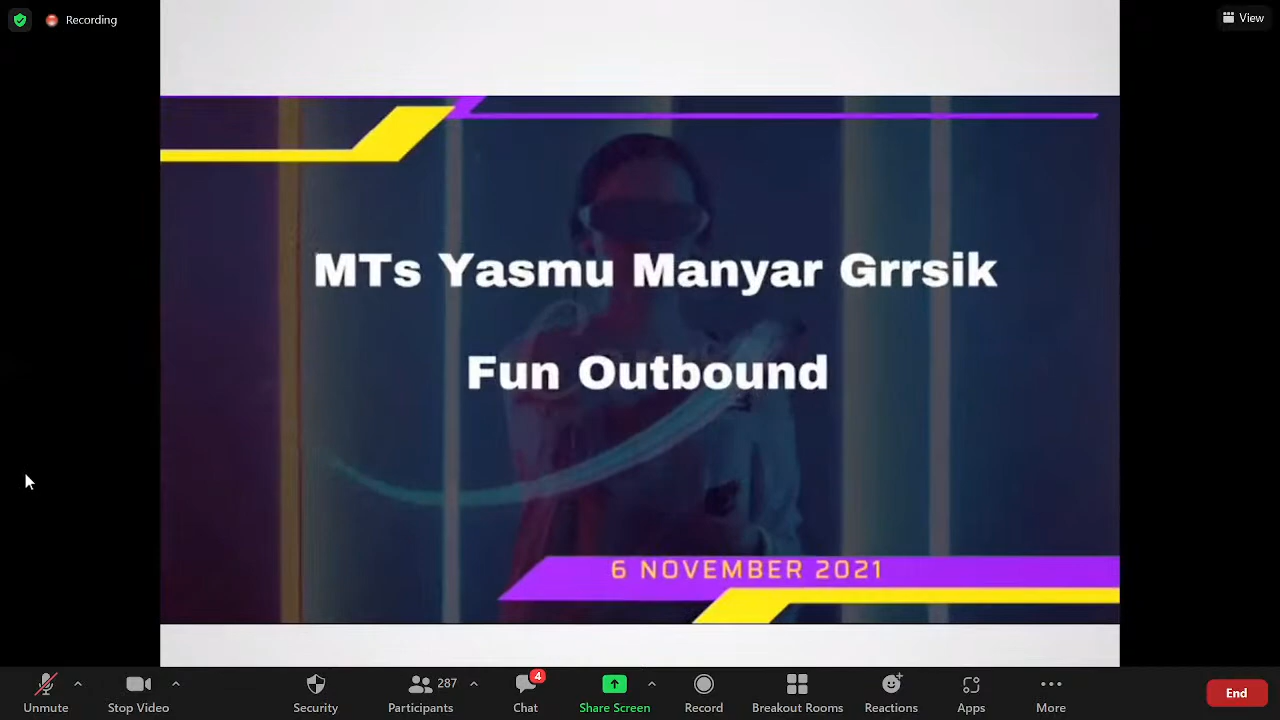 Recording
View
MTs Yasmu Manyar Grrsik
Fun Outbound
6 NOVEMBER 2021
4
287
Unmute
Stop Video
Security
Participants
Chat
Share Screen
Record
Breakout Rooms
Reactions
Apps
More
End